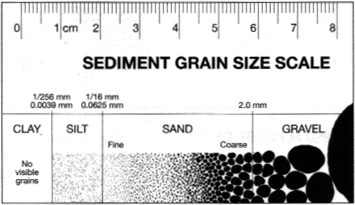 0 1 cm 2 3 4 5 6 7 8
SEDIMENT GRAIN SIZE SCALE
1/256 mm 1/16 mm
0.0039 mm 0.0625 mm 2.0 mm
CLAY SILT SAND GRAVEL
Fine Coarse
No
visible
grains